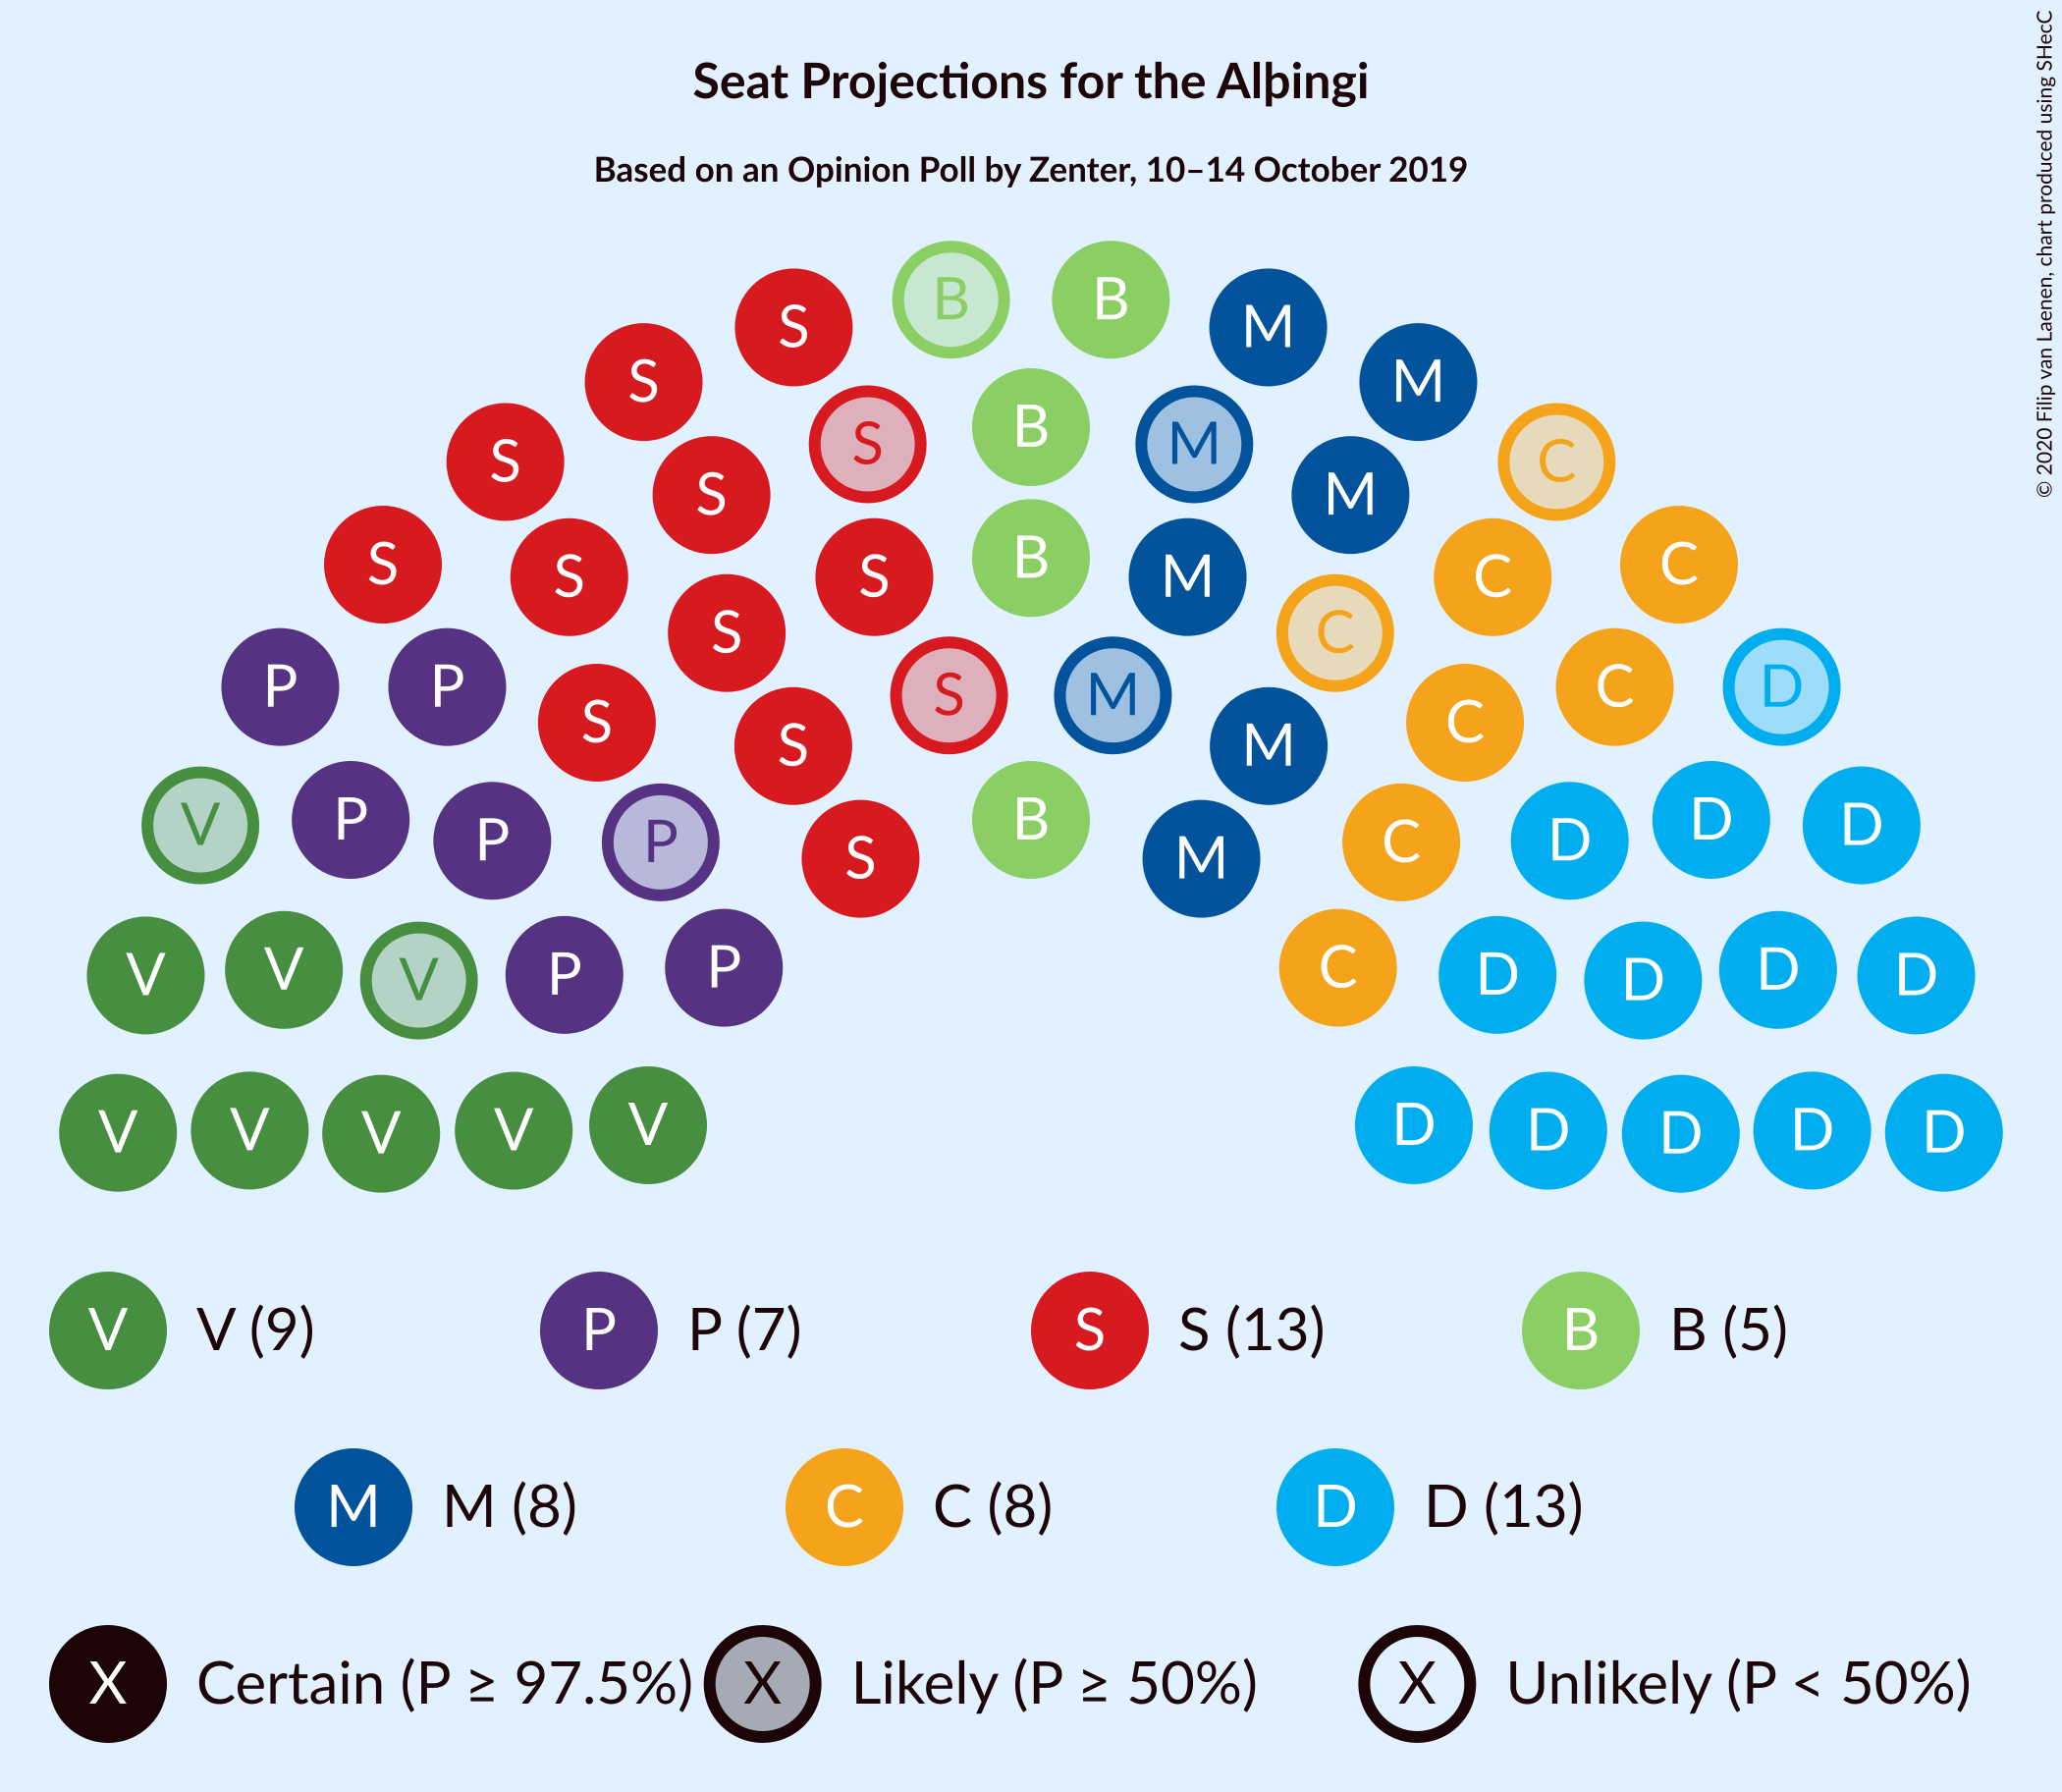 Seat Projections for the Alþingi
Based on an Opinion Poll by Zenter, 10–14 October 2019
© 2020 Filip van Laenen, chart produced using SHecC
B B
S M M
S M
S B M C
S S M
S C
S S B M C C
S S C
P P S S M M C C D
S C
V P P P S B M C D D D
V V V P P C D D D D
V V V V V D D D D D
V V (9) P P (7) S S (13) B B (5)
M M (8) C C (8) D D (13)
X Certain (P ≥ 97.5%) X Likely (P ≥ 50%) X Unlikely (P < 50%)